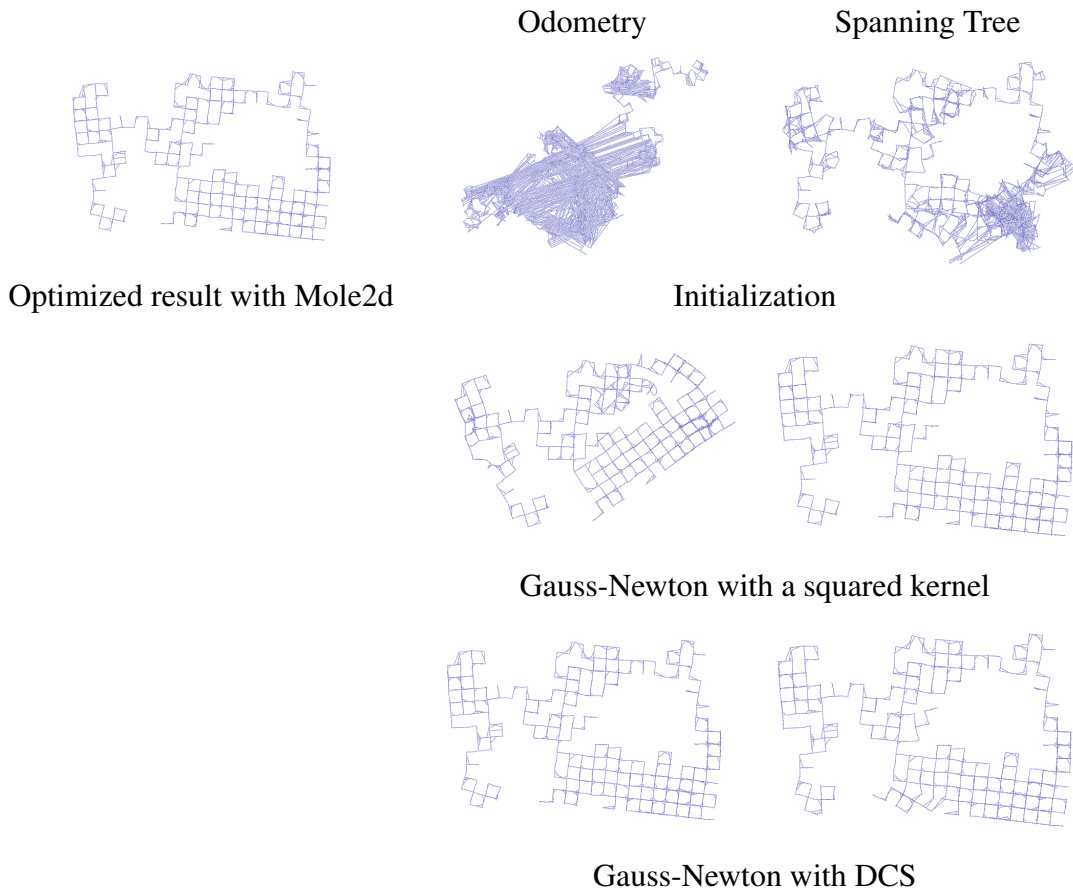 Odometry Spanning Tree
Optimized result with Mole2d Initialization
Gauss-Newton with a squared kernel
Gauss-Newton with DCS